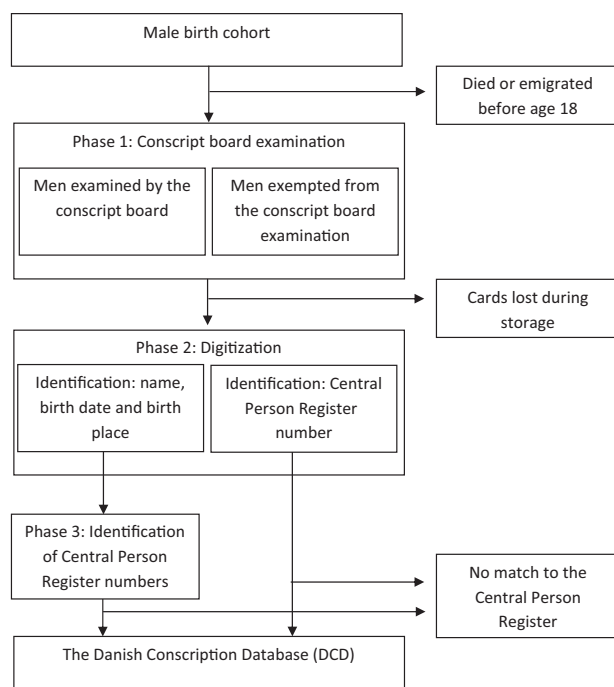 Male birth cohort
Died or emigrated
before age 18
Phase 1: Conscript board examination
Men examined by the
conscript board
Men exempted from
the conscript board
examination
Cards lost during
storage
Phase 2: Digitization
Identification: name,
birth date and birth
place
Identification: Central
Person Register
number
Phase 3: Identification
of Central Person
Register numbers
No match to the
Central Person
Register
The Danish Conscription Database (DCD)